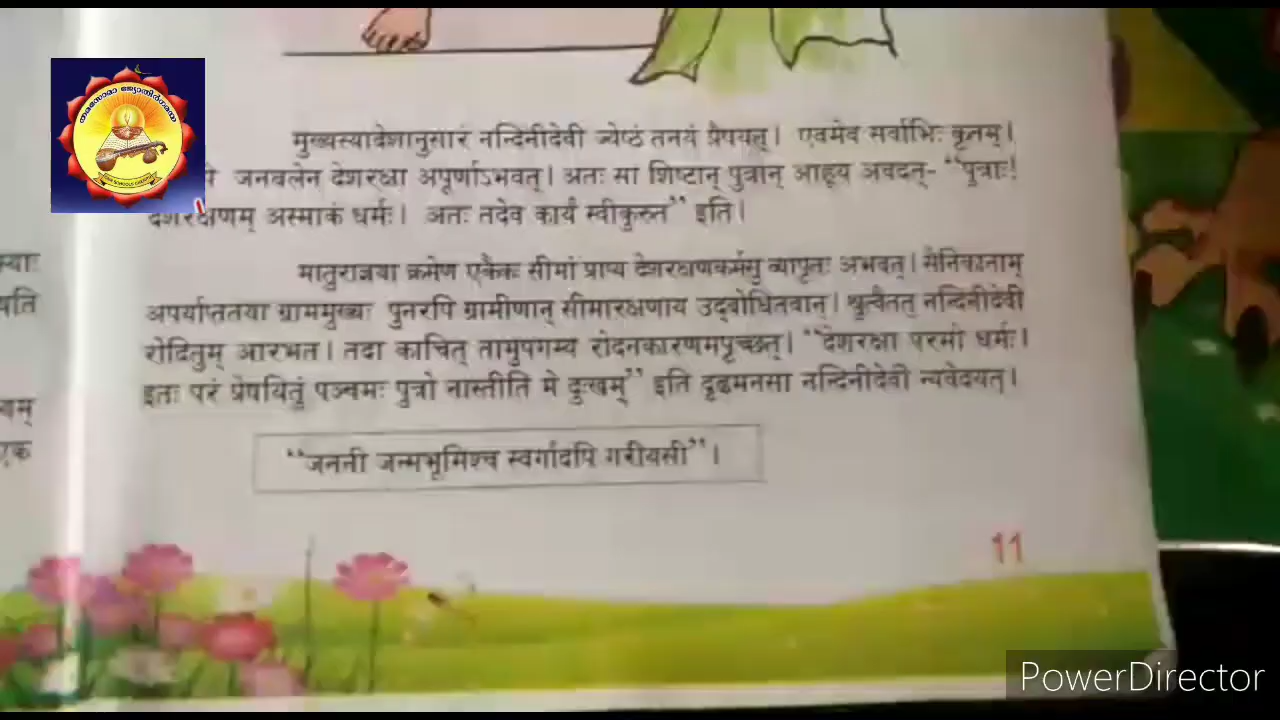 മുख्यस्यादेशानुसारं नन्दिनीदेवी ज्येष्ठं तनयं प्रैषयत्। एवमेव सर्वाभिः कृतम्।
जनबलेन देशरक्षा अपूर्णाऽभवत्। अतः सा शिष्टान् पुत्रान् आहूय अवदत्- “पुत्राः!
देशरक्षणम् अस्माकं धर्मः। अतः तदेव कार्यं स्वीकुरुत” इति।
मातुराज्ञया क्रमेण एकैकः सीमां प्राप्य देशरक्षणकर्मसु व्यापृतः अभवत्। सैनिकानाम्
अपर्याप्ततया ग्राममुख्यः पुनरपि ग्रामीणान् सीमारक्षणाय उद्बोधितवान्। श्रुत्वैतत् नन्दिनीदेवी
रोदितुम् आरभत। तदा काचित् तामुपगम्य रोदनकारणमपृच्छत्। “देशरक्षा परमो धर्मः।
इतः परं प्रेषयितुं पञ्चमः पुत्रो नास्तीति मे दुःखम्” इति दृढमनसा नन्दिनीदेवी न्यवेदयत्।
“जननी जन्मभूमिश्च स्वर्गादपि गरीयसी”।
11
PowerDirector